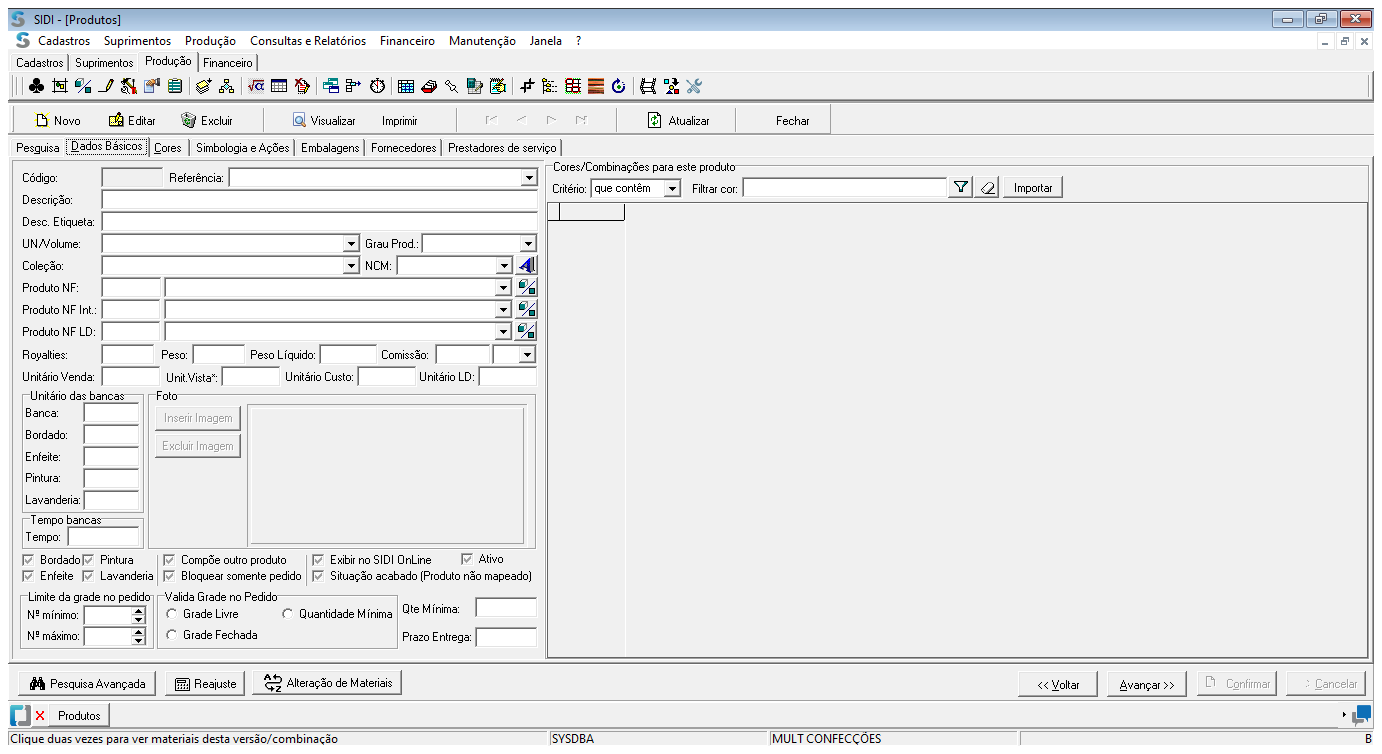 SIDI - [Produtos]
Cadastros Suprimentos Produção Consultas e Relatórios Financeiro Manutenção Janela ?
Cadastros Suprimentos Produção Financeiro
Novo Editar Excluir Visualizar Imprimir Atualizar Fechar
Pesquisa Dados Básicos Cores Simbologia e Ações Embalagens Fornecedores Prestadores de serviço
Código: Referência:
Descrição:
Desc. Etiqueta:
UN/Volume: Grau Prod.:
Coleção: NCM:
Produto NF:
Produto NF Int.:
Produto NF LD:
Royalties: Peso: Peso Líquido: Comissão:
Unitário Venda: Unit.Vista*: Unitário Custo: Unitário LD:
Unitário das bancas
Banca:
Bordado:
Enfeite:
Pintura:
Lavanderia:
Tempo bancas
Tempo:
Foto
Inserir Imagem
Excluir Imagem
Bordado Pintura Compõe outro produto Exibir no SIDI OnLine Ativo
Enfeite Lavanderia Bloquear somente pedido Situação acabado (Produto não mapeado)
Limite da grade no pedido
Nº mínimo:
Nº máximo:
Valida Grade no Pedido
Grade Livre Quantidade Mínima
Grade Fechada
Qte Mínima:
Prazo Entrega:
Cores/Combinações para este produto
Critério: que contêm Filtrar cor: Importar
Pesquisa Avançada Reajuste Alteração de Materiais << Voltar Avançar >> Confirmar Cancelar
Produtos
Clique duas vezes para ver materiais desta versão/combinação SYSDBA MULT CONFECÇÕES B